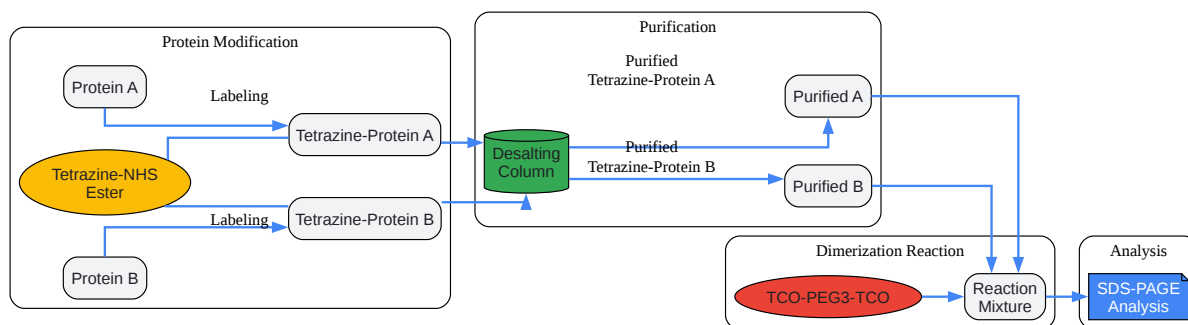 Protein Modification
Protein A
Labeling
Tetrazine-Protein A
Tetrazine-NHS
Ester
Tetrazine-Protein B
Labeling
Protein B
Purification
Purified
Tetrazine-Protein A
Desalting
Column
Purified
Tetrazine-Protein B
Purified A
Purified B
Dimerization Reaction
TCO-PEG3-TCO
Reaction
Mixture
Analysis
SDS-PAGE
Analysis